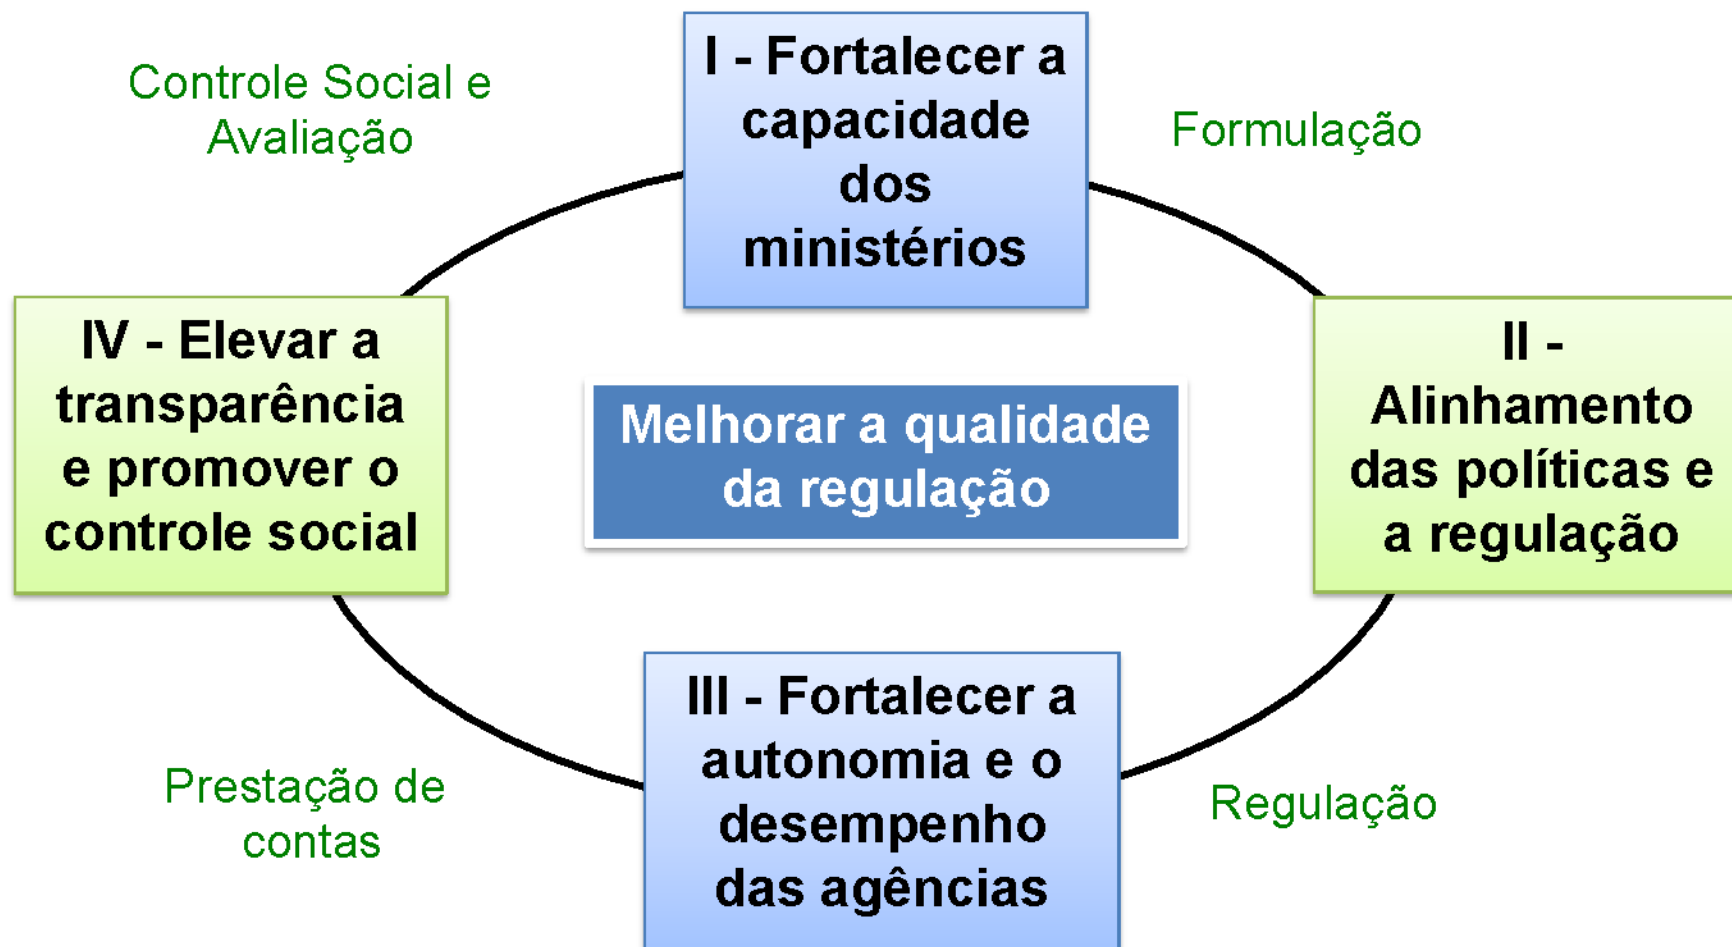 I - Fortalecer a
capacidade
dos
ministérios
Controle Social e
Avaliação
Formulação
IV - Elevar a
transparência
e promover o
controle social
Melhorar a qualidade
da regulação
II -
Alinhamento
das políticas e
a regulação
III - Fortalecer a
autonomia e o
desempenho
das agências
Prestação de
contas
Regulação